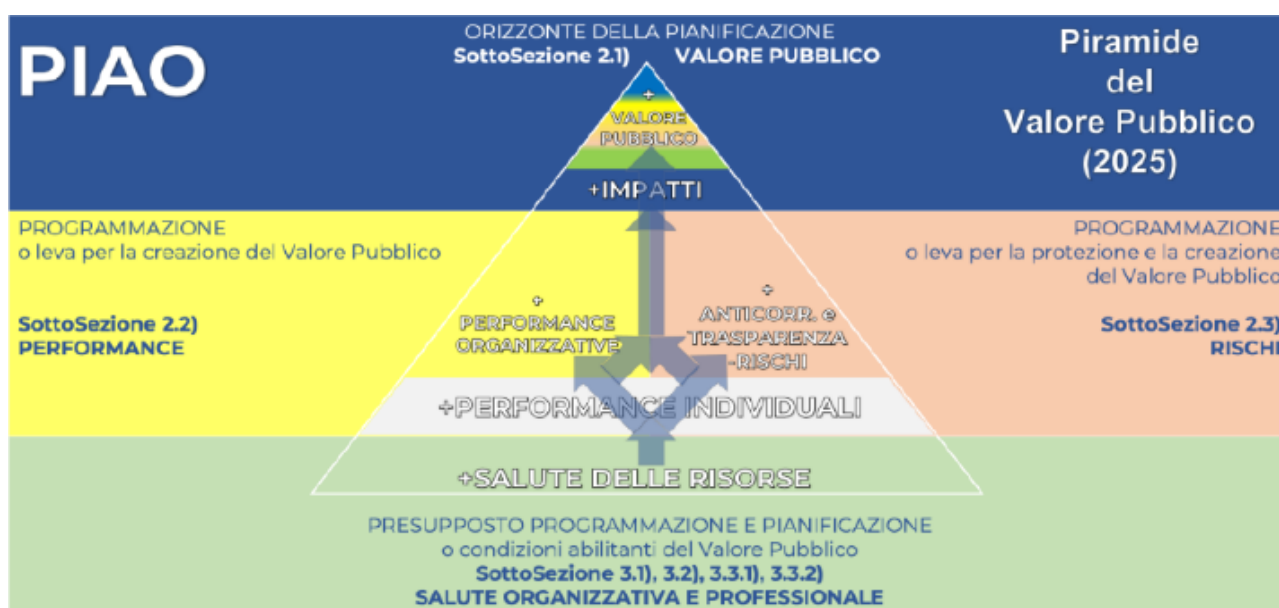 PIAO
ORIZZONTE DELLA PIANIFICAZIONE
SottoSezione 2.1) VALORE PUBBLICO
Piramide
del
Valore Pubblico
(2025)
+
VALORE
PUBBLICO
+IMPATTI
PROGRAMMAZIONE
o leva per la creazione del Valore Pubblico
SottoSezione 2.2)
PERFORMANCE
PROGRAMMAZIONE
o leva per la protezione e la creazione
del Valore Pubblico
SottoSezione 2.3)
RISCHI
+
PERFORMANCE
ORGANIZZATIVE
+
ANTICORR. e
TRASPARENZA
-RISCHI
+PERFORMANCE INDIVIDUALI
+SALUTE DELLE RISORSE
PRESUPPOSTO PROGRAMMAZIONE E PIANIFICAZIONE
o condizioni abilitanti del Valore Pubblico
SottoSezione 3.1), 3.2), 3.3.1), 3.3.2)
SALUTE ORGANIZZATIVA E PROFESSIONALE